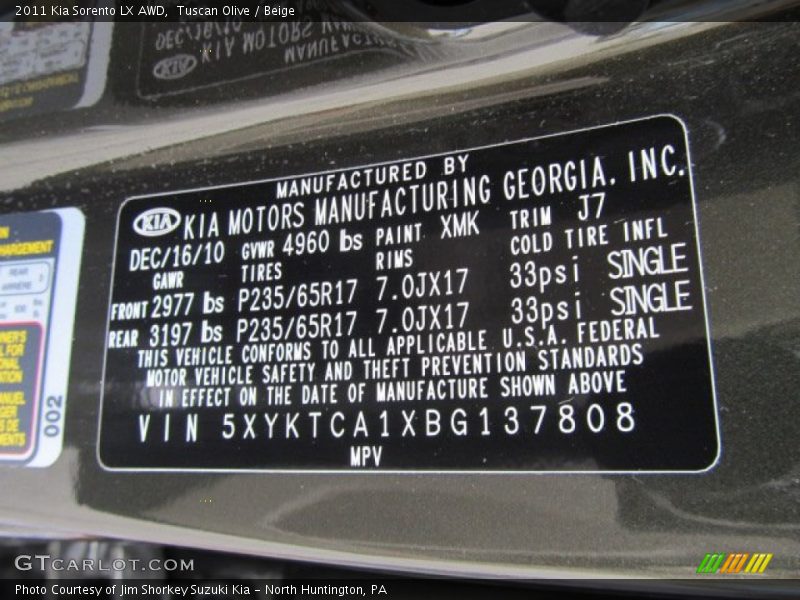 2011 Kia Sorento LX AWD, Tuscan Olive / Beige
MANUFACTURED BY
KIA KIA MOTORS MANUFACTURING GEORGIA. INC.
DEC/16/10 GVWR 4960 lbs PAINT XMK TRIM J7
GAWR TIRES RIMS COLD TIRE INFL
FRONT 2977 lbs P235/65R17 7.0JX17 33psi SINGLE
REAR 3197 lbs P235/65R17 7.0JX17 33psi SINGLE
THIS VEHICLE CONFORMS TO ALL APPLICABLE U.S.A. FEDERAL
MOTOR VEHICLE SAFETY AND THEFT PREVENTION STANDARDS
IN EFFECT ON THE DATE OF MANUFACTURE SHOWN ABOVE
VIN 5XYKTCA1XBG137808
MPV
REAR
002
GTCARLOT.COM
Photo Courtesy of Jim Shorkey Suzuki Kia – North Huntington, PA